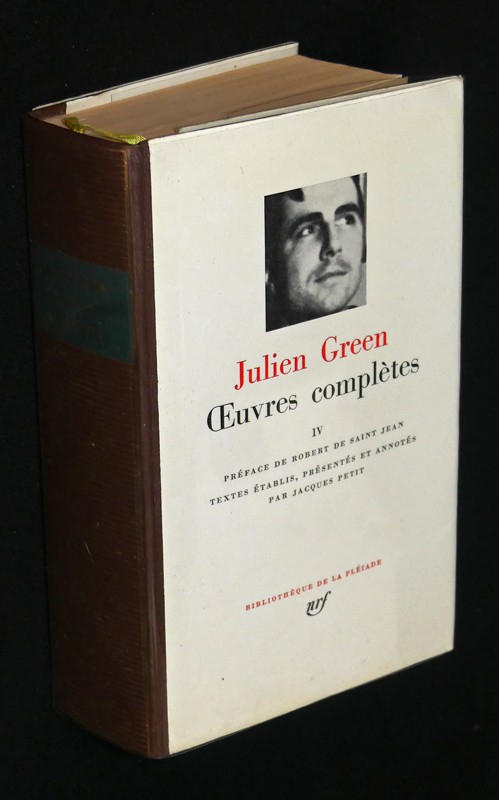 Julien Green
Œuvres complètes
IV
PRÉFACE DE ROBERT DE SAINT JEAN
TEXTES ÉTABLIS, PRÉSENTÉS ET ANNOTÉS
PAR JACQUES PETIT
BIBLIOTHÈQUE DE LA PLÉIADE
nrf